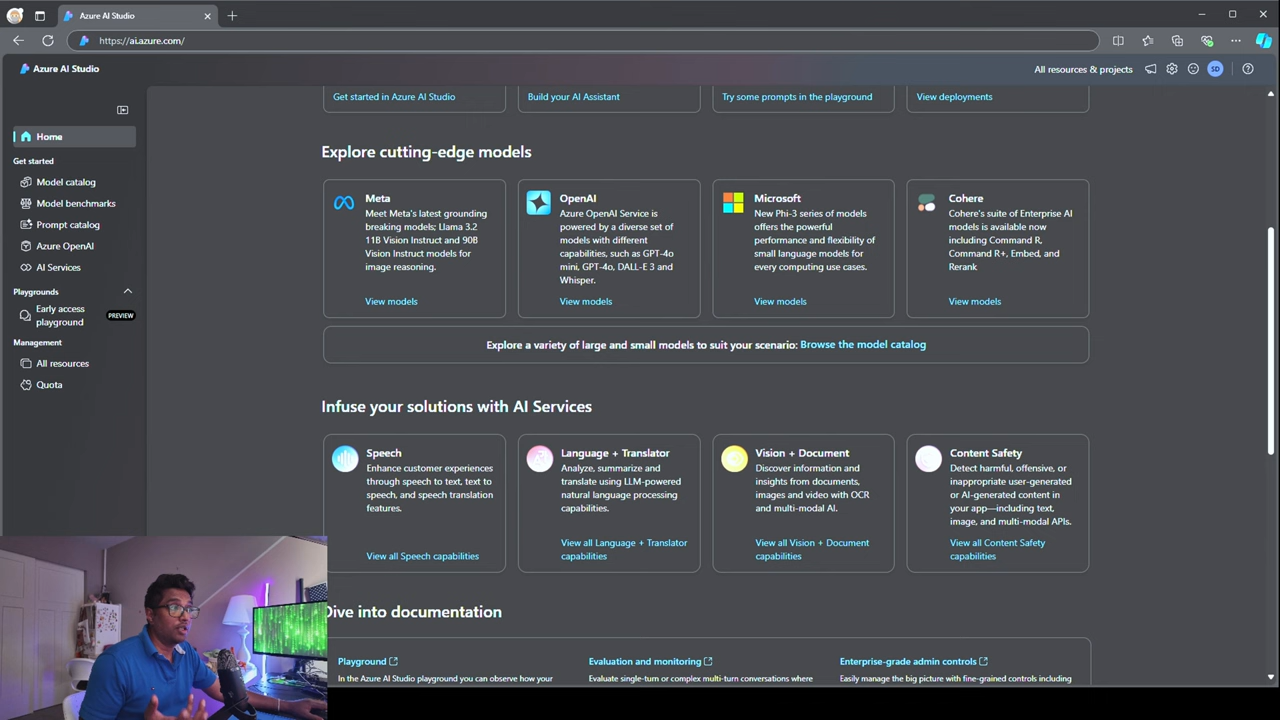 Azure AI Studio
https://ai.azure.com/
Azure AI Studio
All resources & projects
SD
Home
Get started
Model catalog
Model benchmarks
Prompt catalog
Azure OpenAI
AI Services
Playgrounds
Early access
playground
PREVIEW
Management
All resources
Quota
Get started in Azure AI Studio
Build your AI Assistant
Try some prompts in the playground
View deployments
Explore cutting-edge models
Meta
Meet Meta's latest grounding
breaking models; Llama 3.2
11B Vision Instruct and 90B
Vision Instruct models for
image reasoning.
View models
OpenAI
Azure OpenAI Service is
powered by a diverse set of
models with different
capabilities, such as GPT-4o
mini, GPT-4o, DALL-E 3 and
Whisper.
View models
Microsoft
New Phi-3 series of models
offers the powerful
performance and flexibility of
small language models for
every computing use cases.
View models
Cohere
Cohere's suite of Enterprise AI
models is available now
including Command R,
Command R+, Embed, and
Rerank
View models
Explore a variety of large and small models to suit your scenario: Browse the model catalog
Infuse your solutions with AI Services
Speech
Enhance customer experiences
through speech to text, text to
speech, and speech translation
features.
View all Speech capabilities
Language + Translator
Analyze, summarize and
translate using LLM-powered
natural language processing
capabilities.
View all Language + Translator
capabilities
Vision + Document
Discover information and
insights from documents,
images and video with OCR
and multi-modal AI.
View all Vision + Document
capabilities
Content Safety
Detect harmful, offensive, or
inappropriate user-generated
or AI-generated content in
your app—including text,
image, and multi-modal APIs.
View all Content Safety
capabilities
Dive into documentation
Playground
In the Azure AI Studio playground you can observe how your
Evaluation and monitoring
Evaluate single-turn or complex multi-turn conversations where
Enterprise-grade admin controls
Easily manage the big picture with fine-grained controls including